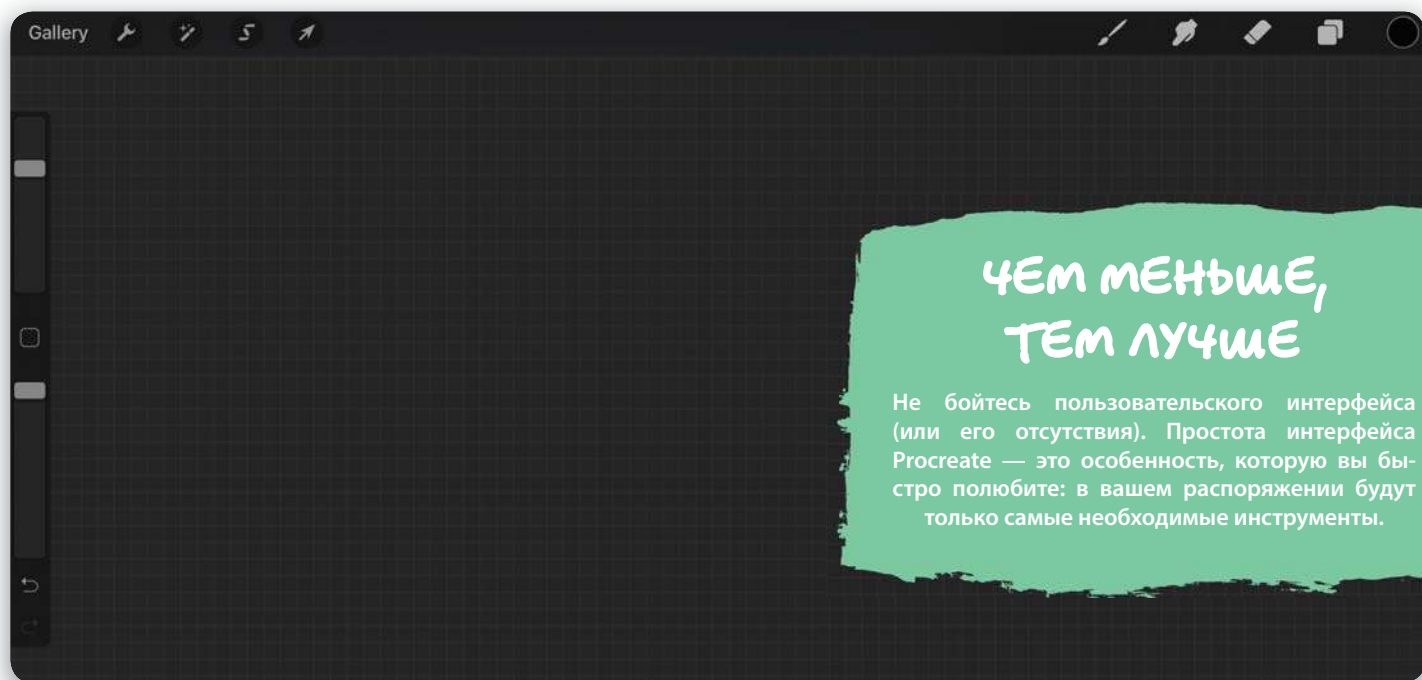 Gallery
ЧЕМ МЕНЬШЕ,
ТЕМ ЛУЧШЕ
Не бойтесь пользовательского интерфейса
(или его отсутствия). Простота интерфейса
Procreate — это особенность, которую вы бы-
стро полюбите: в вашем распоряжении будут
только самые необходимые инструменты.